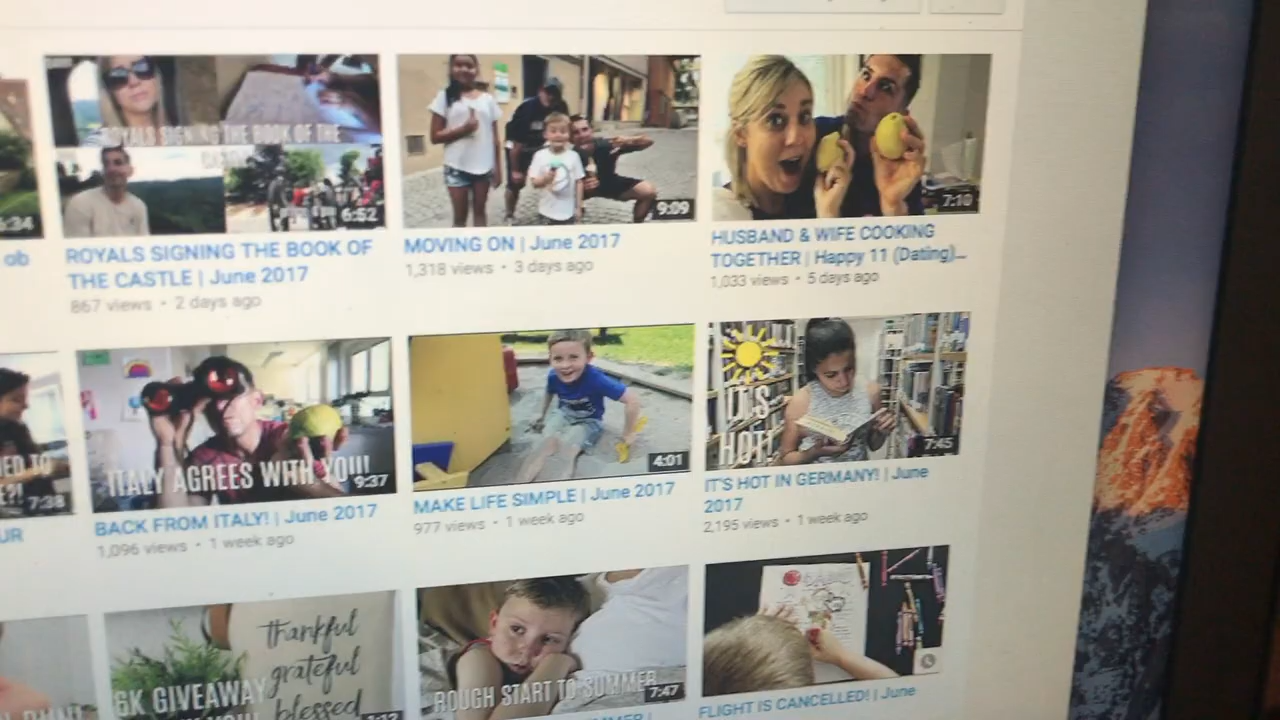 ROYALS SIGNING THE BOOK OF THE
6:52
9:09
7:10
:34
ob
ROYALS SIGNING THE BOOK OF
THE CASTLE | June 2017
867 views • 2 days ago
MOVING ON | June 2017
1,318 views • 3 days ago
HUSBAND & WIFE COOKING
TOGETHER | Happy 11 (Dating)...
1,033 views • 5 days ago
7:38
UR
ITALY AGREES WITH YOU!!
9:37
BACK FROM ITALY! | June 2017
1,096 views • 1 week ago
4:01
MAKE LIFE SIMPLE | June 2017
977 views • 1 week ago
IT'S
HOT!
7:45
IT'S HOT IN GERMANY! | June
2017
2,195 views • 1 week ago
thankful
grateful
blessed
6K GIVEAWAY
ROUGH START TO SUMMER
7:47
FLIGHT IS CANCELLED! | June